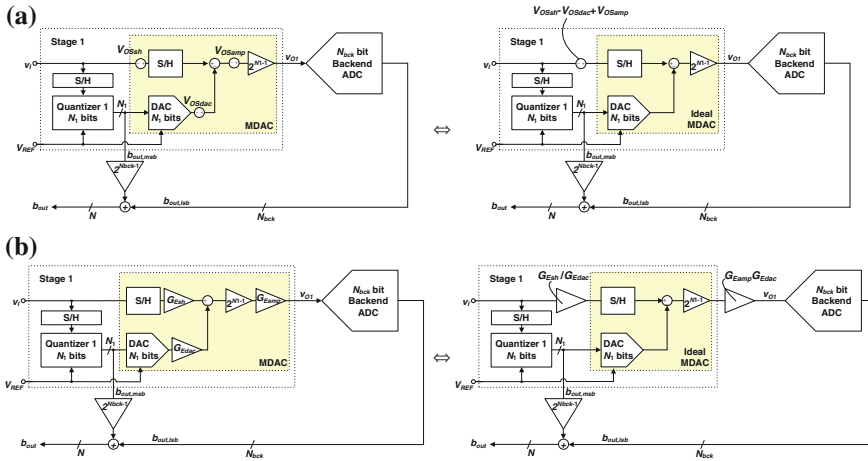 (a)
Stage 1
V_OSsh
S/H
V_OSamp
2^N1-1
v_O1
N_bck bit
Backend
ADC
v_I
S/H
Quantizer 1
N_1 bits
N_1
DAC
N_1 bits
V_OSdac
MDAC
V_REF
b_out,msb
2^Nbck-1
b_out
N
+
b_out,lsb
N_bck
⇔
V_OSsh-V_OSdac+V_OSamp
Stage 1
S/H
2^N1-1
v_O1
N_bck bit
Backend
ADC
v_I
S/H
Quantizer 1
N_1 bits
N_1
DAC
N_1 bits
Ideal
MDAC
V_REF
b_out,msb
2^Nbck-1
b_out
N
+
b_out,lsb
N_bck
(b)
Stage 1
S/H
G_Esh
2^N1-1
G_Eamp
v_O1
N_bck bit
Backend
ADC
v_I
S/H
Quantizer 1
N_1 bits
N_1
DAC
N_1 bits
G_Edac
MDAC
V_REF
b_out,msb
2^Nbck-1
b_out
N
+
b_out,lsb
N_bck
⇔
Stage 1
G_Esh/G_Edac
S/H
2^N1-1
G_EampG_Edac
v_O1
N_bck bit
Backend
ADC
v_I
S/H
Quantizer 1
N_1 bits
N_1
DAC
N_1 bits
Ideal
MDAC
V_REF
b_out,msb
2^Nbck-1
b_out
N
+
b_out,lsb
N_bck